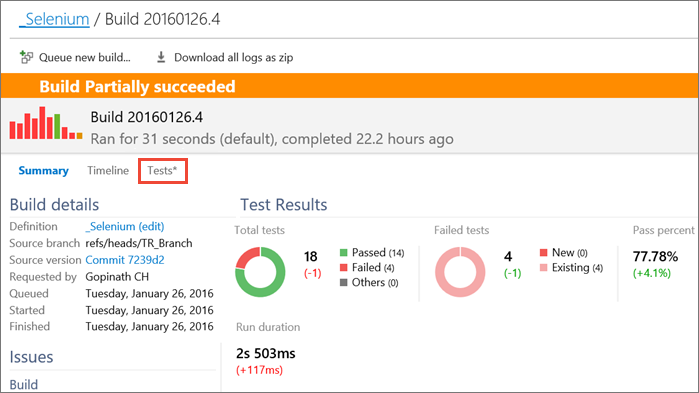 _Selenium / Build 20160126.4
Queue new build... Download all logs as zip
Build Partially succeeded
Build 20160126.4
Ran for 31 seconds (default), completed 22.2 hours ago
Summary Timeline Tests*
Build details
Definition _Selenium (edit)
Source branch refs/heads/TR_Branch
Source version Commit 7239d2
Requested by Gopinath CH
Queued Tuesday, January 26, 2016
Started Tuesday, January 26, 2016
Finished Tuesday, January 26, 2016
Issues
Build
Test Results
Total tests
18
(-1)
Passed (14)
Failed (4)
Others (0)
Failed tests
4
(-1)
New (0)
Existing (4)
Pass percent
77.78%
(+4.1%)
Run duration
2s 503ms
(+117ms)